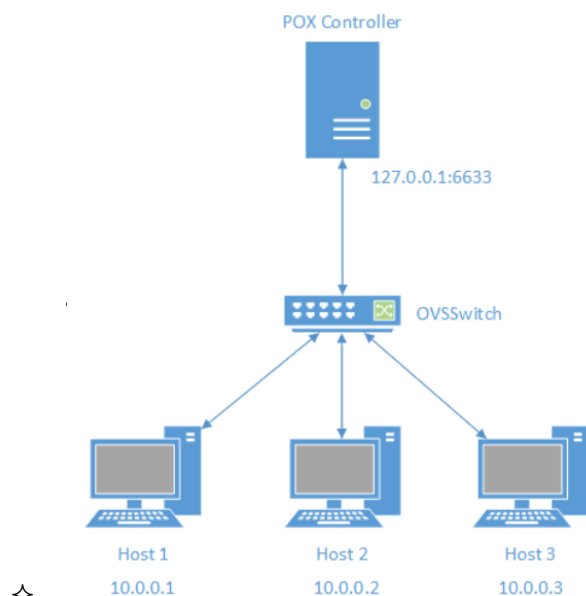 POX Controller
127.0.0.1:6633
OVSSwitch
Host 1
Host 2
Host 3
10.0.0.1
10.0.0.2
10.0.0.3